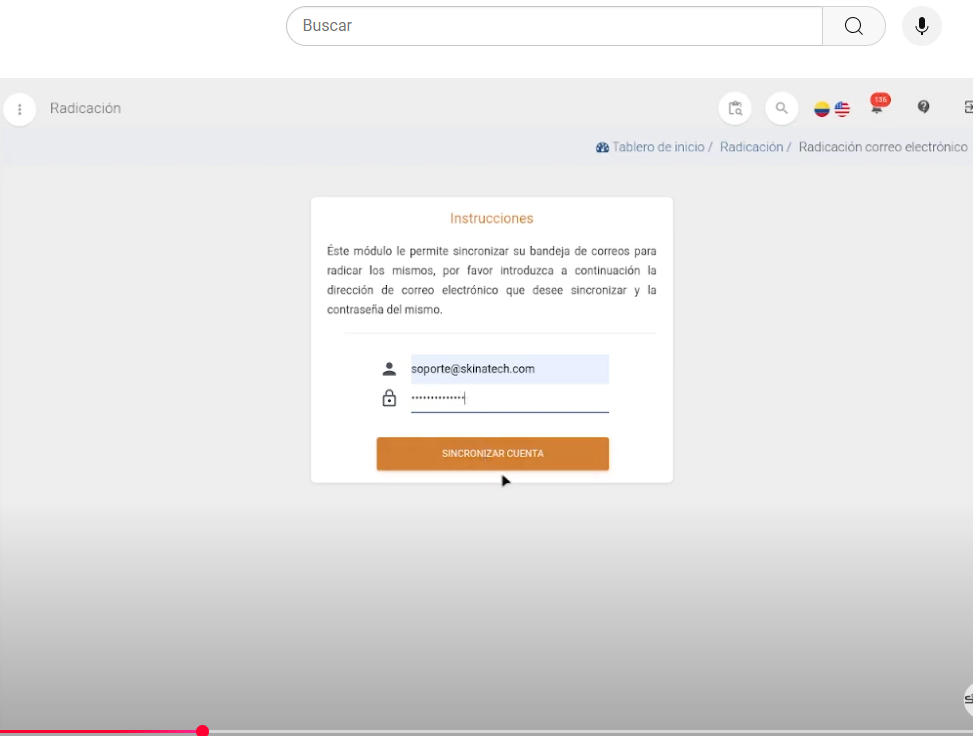 Buscar
Radicación
136
Tablero de inicio / Radicación / Radicación correo electrónico
Instrucciones
Éste módulo le permite sincronizar su bandeja de correos para
radicar los mismos, por favor introduzca a continuación la
dirección de correo electrónico que desee sincronizar y la
contraseña del mismo.
soporte@skinatech.com
SINCRONIZAR CUENTA